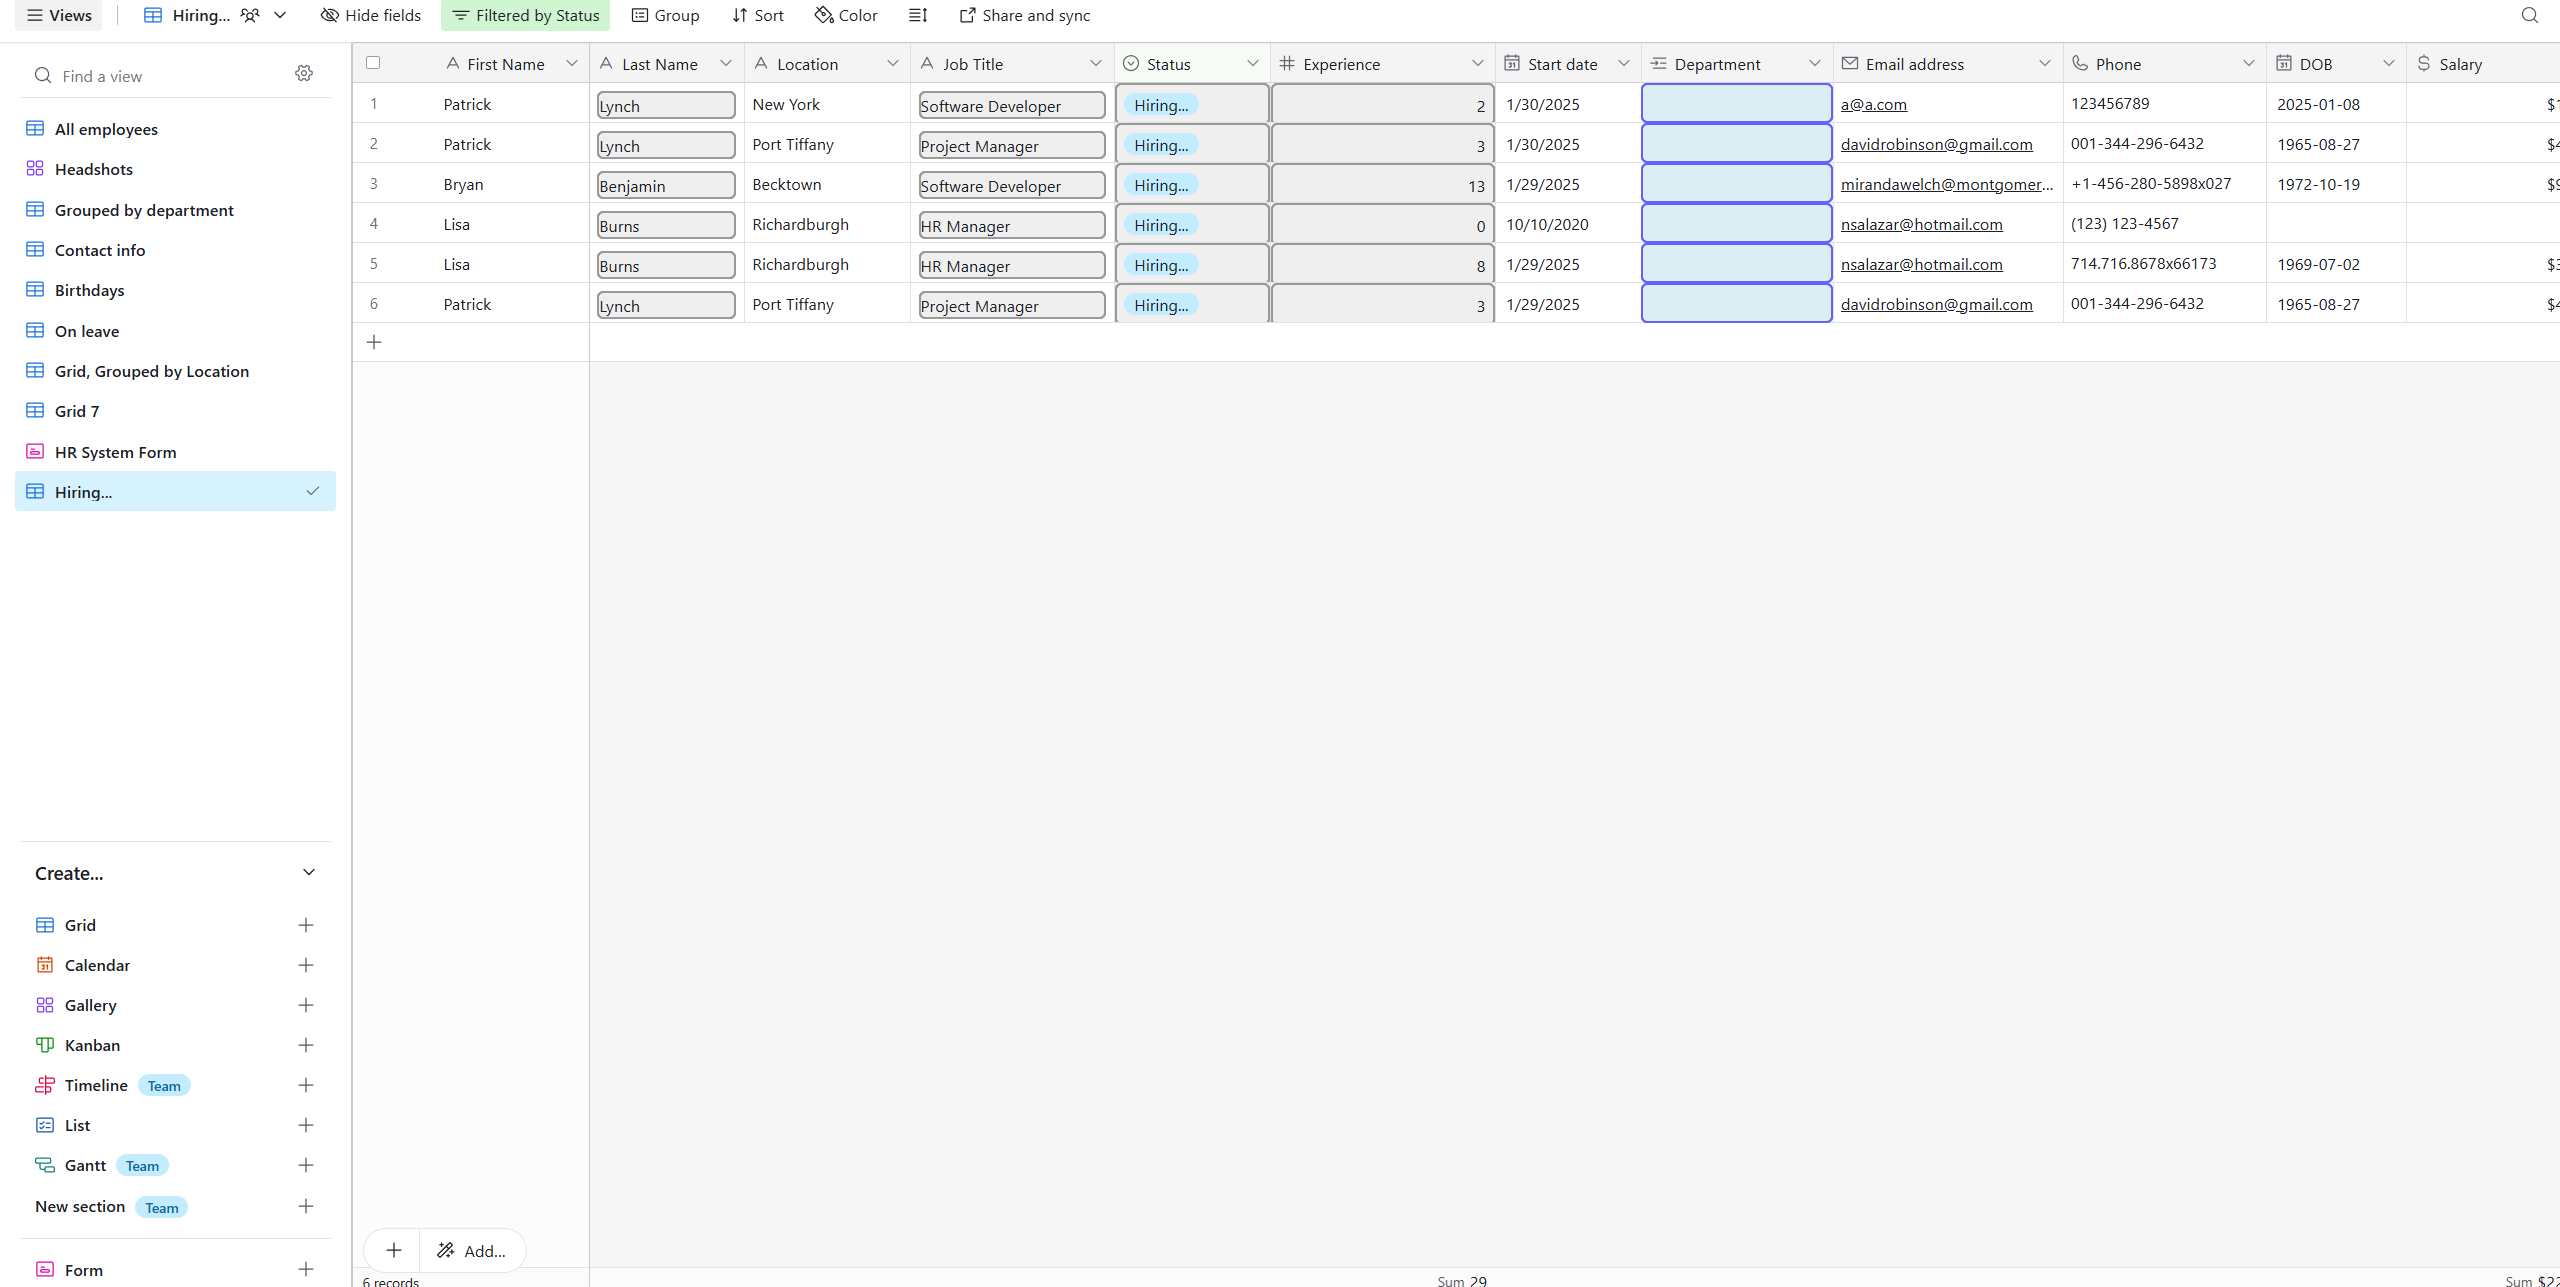 Views Hiring... Hide fields Filtered by Status Group Sort Color Share and sync
Find a view
All employees
Headshots
Grouped by department
Contact info
Birthdays
On leave
Grid, Grouped by Location
Grid 7
HR System Form
Hiring...
Create...
Grid
Calendar
Gallery
Kanban
Timeline Team
List
Gantt Team
New section Team
Form
First Name Last Name Location Job Title Status Experience Start date Department Email address Phone DOB Salary
1 Patrick Lynch New York Software Developer Hiring... 2 1/30/2025 a@a.com 123456789 2025-01-08 $1
2 Patrick Lynch Port Tiffany Project Manager Hiring... 3 1/30/2025 davidrobinson@gmail.com 001-344-296-6432 1965-08-27 $4
3 Bryan Benjamin Becktown Software Developer Hiring... 13 1/29/2025 mirandawelch@montgomer... +1-456-280-5898x027 1972-10-19 $9
4 Lisa Burns Richardburgh HR Manager Hiring... 0 10/10/2020 nsalazar@hotmail.com (123) 123-4567
5 Lisa Burns Richardburgh HR Manager Hiring... 8 1/29/2025 nsalazar@hotmail.com 714.716.8678x66173 1969-07-02 $3
6 Patrick Lynch Port Tiffany Project Manager Hiring... 3 1/29/2025 davidrobinson@gmail.com 001-344-296-6432 1965-08-27 $4
Add...
6 records Sum 29 Sum $22